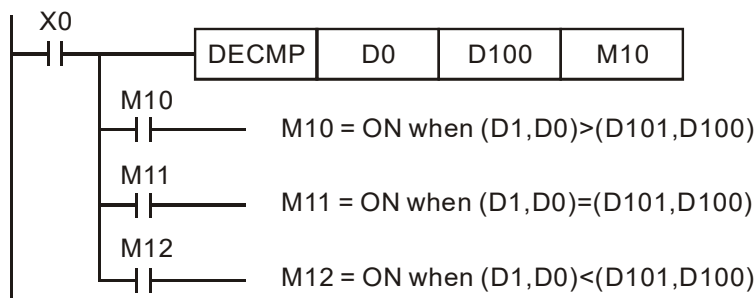 X0
DECMP D0 D100 M10
M10
M10 = ON when (D1,D0)>(D101,D100)
M11
M11 = ON when (D1,D0)=(D101,D100)
M12
M12 = ON when (D1,D0)<(D101,D100)